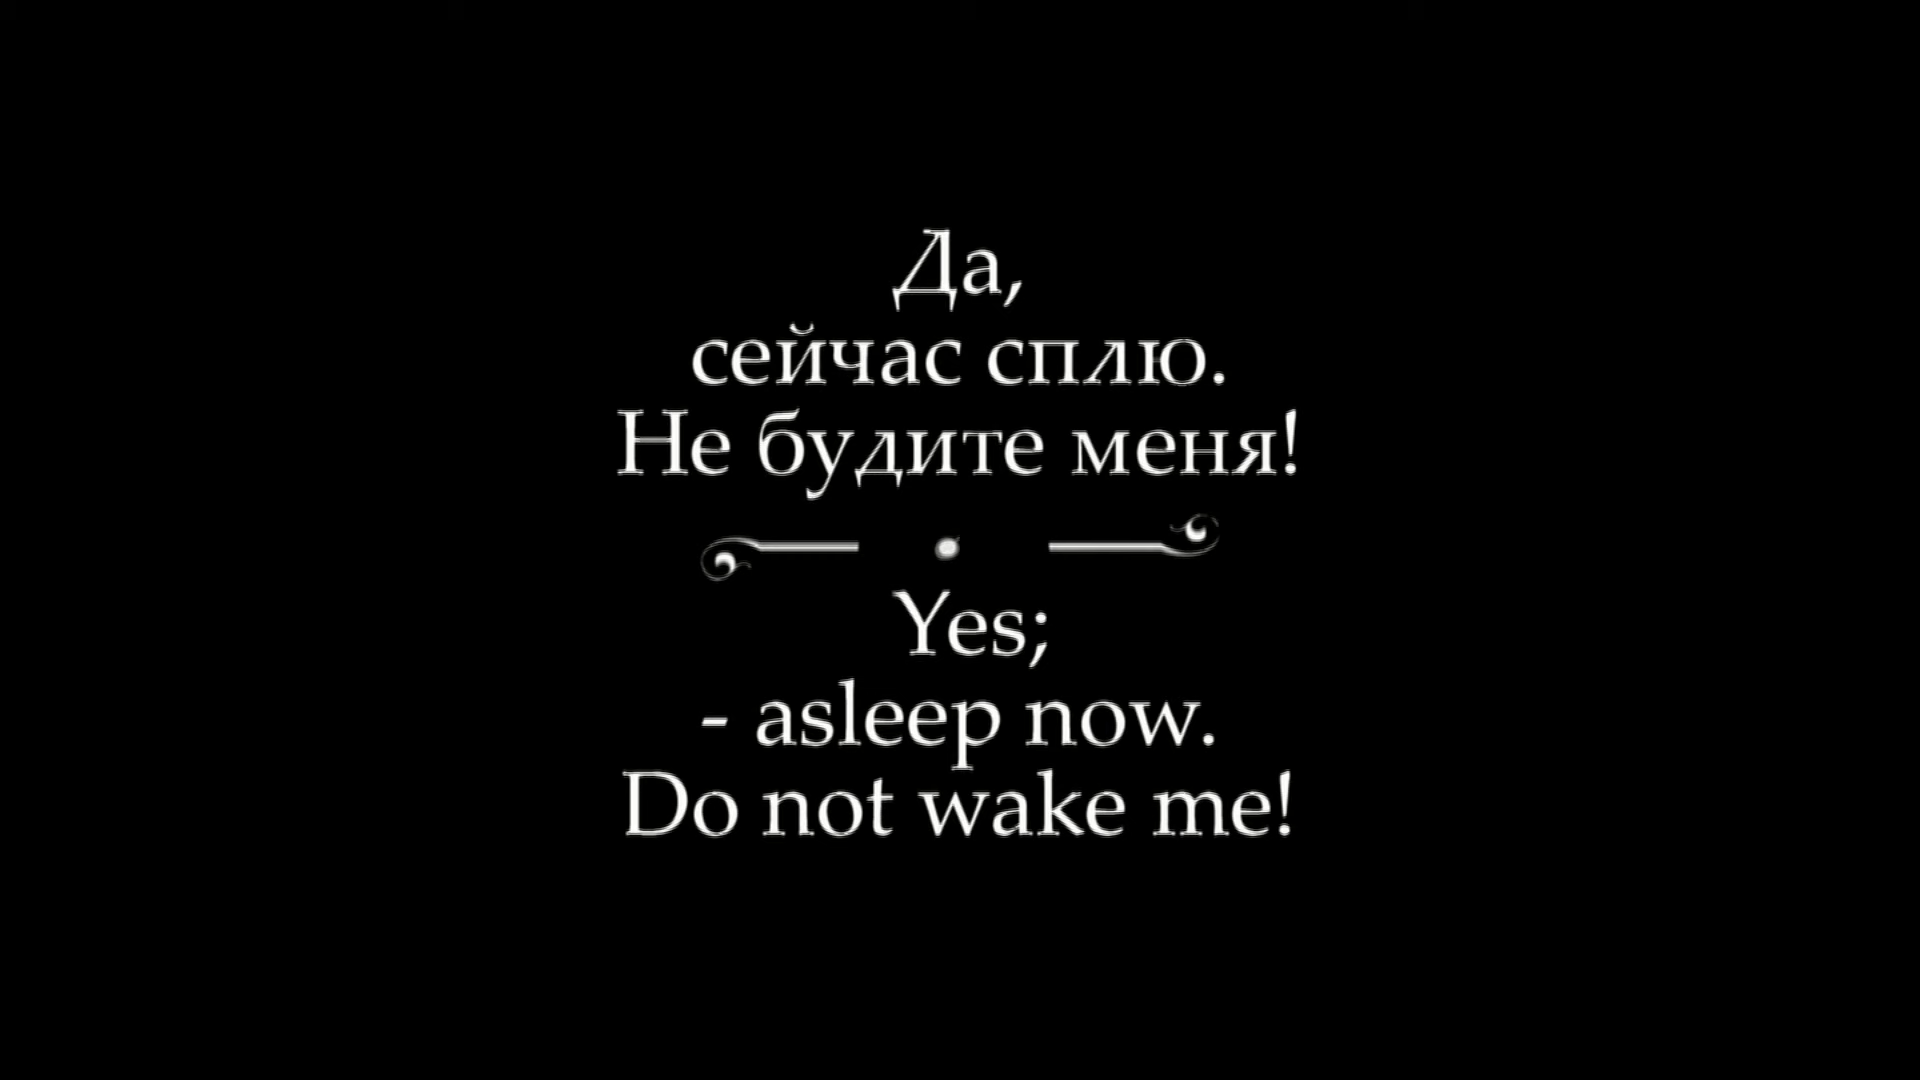 Да,
сейчас сплю.
Не будите меня!
Yes;
- asleep now.
Do not wake me!